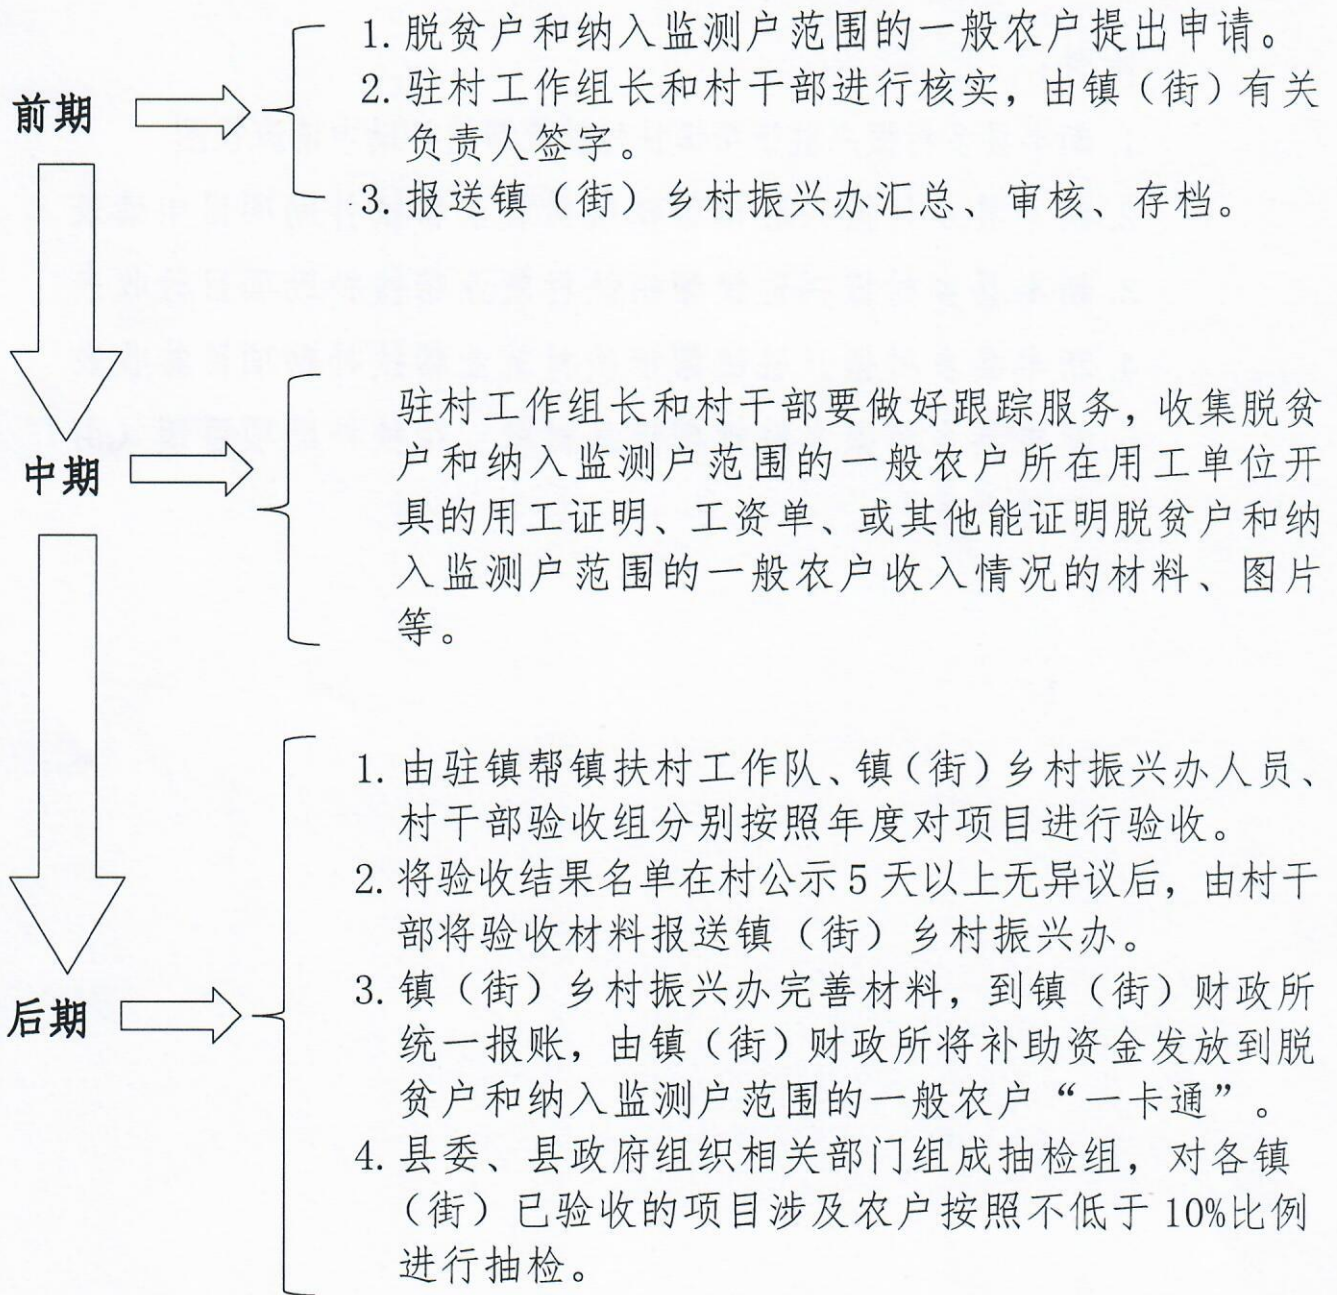 前期
1. 脱贫户和纳入监测户范围的一般农户提出申请。
2. 驻村工作组长和村干部进行核实，由镇（街）有关
负责人签字。
3. 报送镇（街）乡村振兴办汇总、审核、存档。
中期
驻村工作组长和村干部要做好跟踪服务，收集脱贫
户和纳入监测户范围的一般农户所在用工单位开
具的用工证明、工资单、或其他能证明脱贫户和纳
入监测户范围的一般农户收入情况的材料、图片
等。
后期
1. 由驻镇帮镇扶村工作队、镇（街）乡村振兴办人员、
村干部验收组分别按照年度对项目进行验收。
2. 将验收结果名单在村公示 5 天以上无异议后，由村干
部将验收材料报送镇（街）乡村振兴办。
3. 镇（街）乡村振兴办完善材料，到镇（街）财政所
统一报账，由镇（街）财政所将补助资金发放到脱
贫户和纳入监测户范围的一般农户“一卡通”。
4. 县委、县政府组织相关部门组成抽检组，对各镇
（街）已验收的项目涉及农户按照不低于 10%比例
进行抽检。